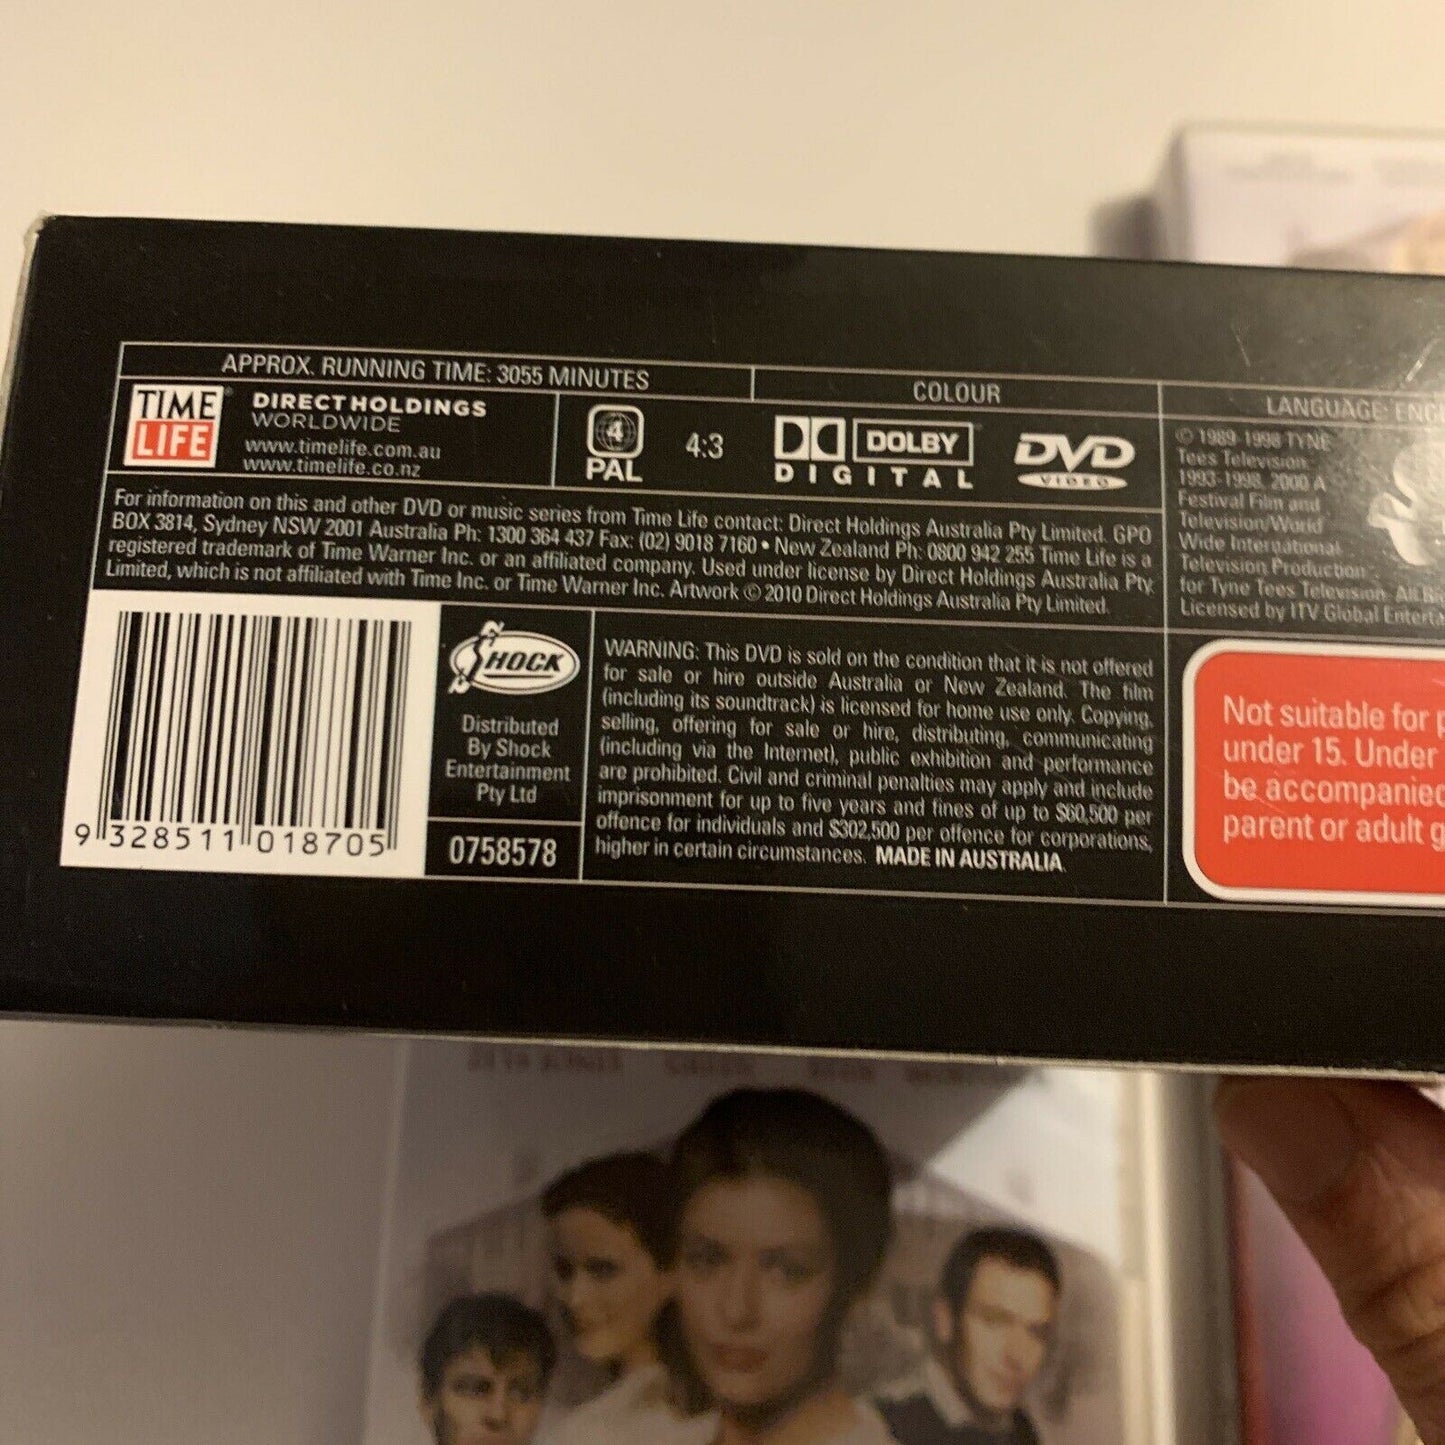 APPROX. RUNNING TIME: 3055 MINUTES
COLOUR
LANGUAGE: ENG
TIME LIFE
DIRECTHOLDINGS
WORLDWIDE
www.timelife.com.au
www.timelife.co.nz
4
PAL
4:3
DOLBY
DIGITAL
DVD
VIDEO
© 1989-1998 TYNE
Tees Television.
1993-1998, 2000 A
Festival Film and
Television/World
Wide International
Television Production
for Tyne Tees Television. All Ri
Licensed by ITV Global Enterta
For information on this and other DVD or music series from Time Life contact: Direct Holdings Australia Pty Limited. GPO
BOX 3814, Sydney NSW 2001 Australia Ph: 1300 364 437 Fax: (02) 9018 7160 • New Zealand Ph: 0800 942 255 Time Life is a
registered trademark of Time Warner Inc. or an affiliated company. Used under license by Direct Holdings Australia Pty
Limited, which is not affiliated with Time Inc. or Time Warner Inc. Artwork © 2010 Direct Holdings Australia Pty Limited.
9 328511 018705
SHOCK
Distributed
By Shock
Entertainment
Pty Ltd
0758578
WARNING: This DVD is sold on the condition that it is not offered
for sale or hire outside Australia or New Zealand. The film
(including its soundtrack) is licensed for home use only. Copying,
selling, offering for sale or hire, distributing, communicating
(including via the Internet), public exhibition and performance
are prohibited. Civil and criminal penalties may apply and include
imprisonment for up to five years and fines of up to $60,500 per
offence for individuals and $302,500 per offence for corporations,
higher in certain circumstances. MADE IN AUSTRALIA
Not suitable for p
under 15. Under
be accompanied
parent or adult g